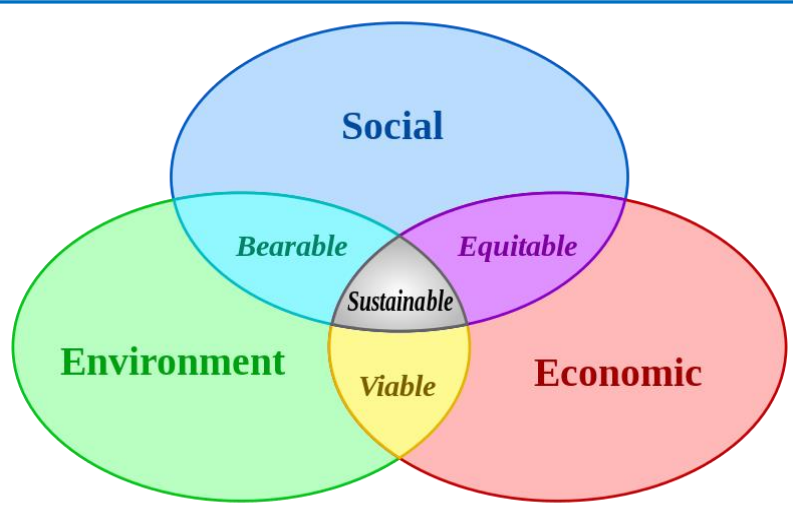 Social
Bearable
Equitable
Sustainable
Environment
Economic
Viable